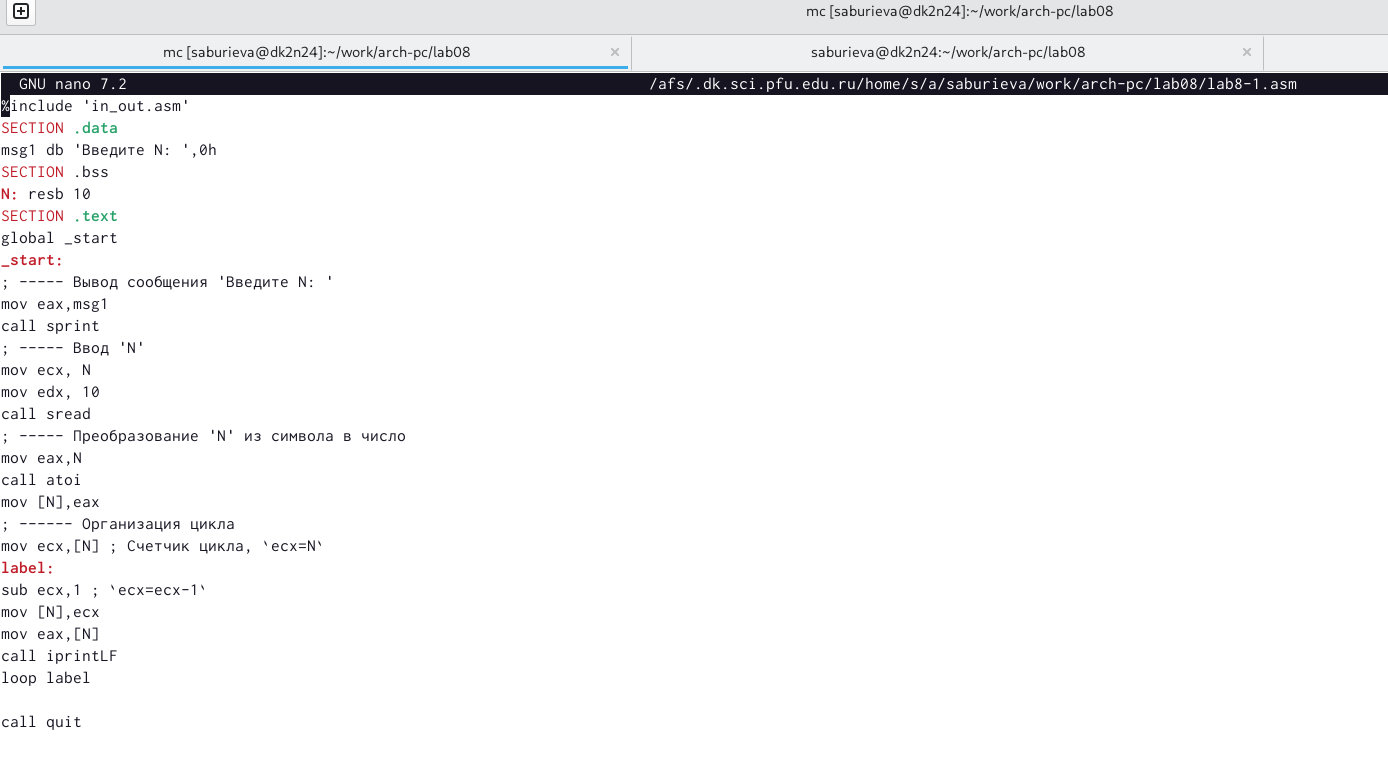 mc [saburieva@dk2n24]:~/work/arch-pc/lab08
mc [saburieva@dk2n24]:~/work/arch-pc/lab08 × saburieva@dk2n24:~/work/arch-pc/lab08 ×
GNU nano 7.2 /afs/.dk.sci.pfu.edu.ru/home/s/a/saburieva/work/arch-pc/lab08/lab8-1.asm
%include 'in_out.asm'
SECTION .data
msg1 db 'Введите N: ',0h
SECTION .bss
N: resb 10
SECTION .text
global _start
_start:
; ----- Вывод сообщения 'Введите N: '
mov eax,msg1
call sprint
; ----- Ввод 'N'
mov ecx, N
mov edx, 10
call sread
; ----- Преобразование 'N' из символа в число
mov eax,N
call atoi
mov [N],eax
; ------ Организация цикла
mov ecx,[N] ; Счетчик цикла, `ecx=N`
label:
sub ecx,1 ; `ecx=ecx-1`
mov [N],ecx
mov eax,[N]
call iprintLF
loop label
call quit